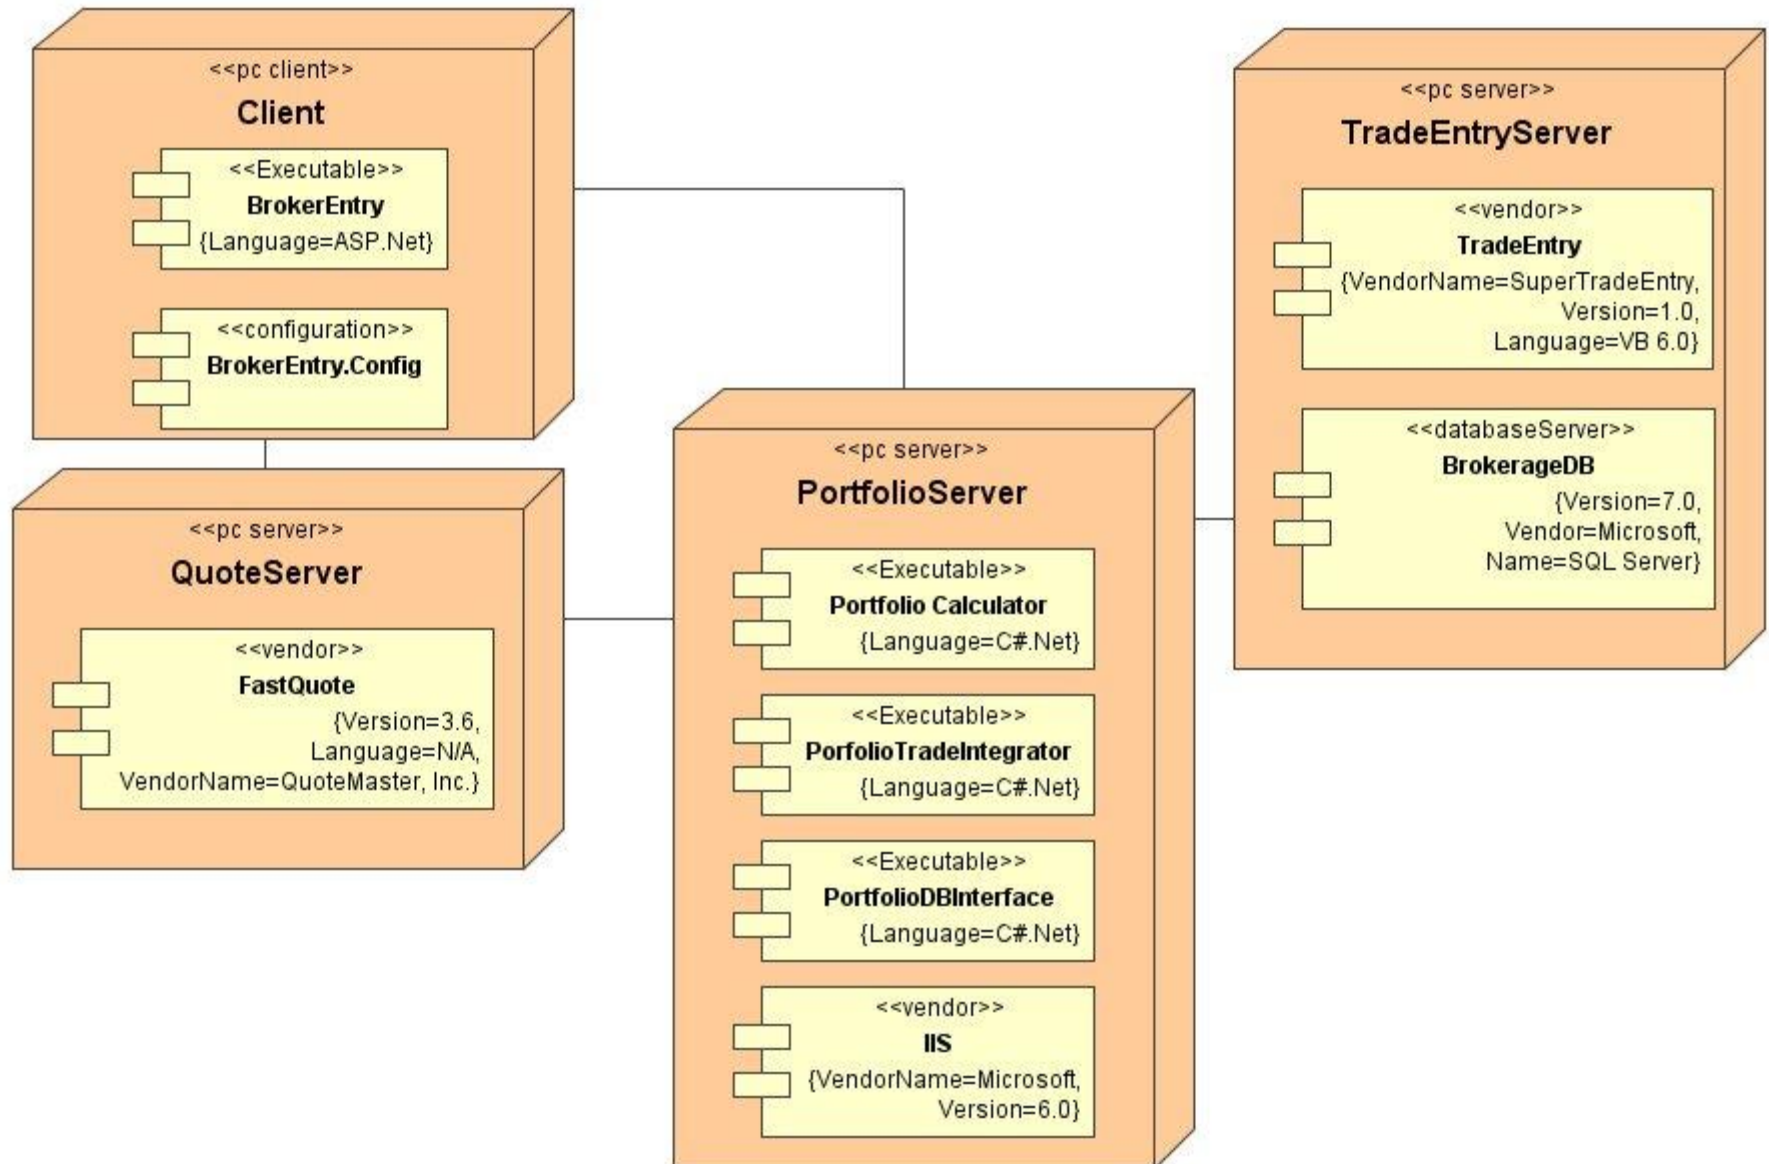 <<pc client>>
Client
<<Executable>>
BrokerEntry
{Language=ASP.Net}
<<configuration>>
BrokerEntry.Config
<<pc server>>
QuoteServer
<<vendor>>
FastQuote
{Version=3.6,
Language=N/A,
VendorName=QuoteMaster, Inc.}
<<pc server>>
PortfolioServer
<<Executable>>
Portfolio Calculator
{Language=C#.Net}
<<Executable>>
PorfolioTradeIntegrator
{Language=C#.Net}
<<Executable>>
PortfolioDBInterface
{Language=C#.Net}
<<vendor>>
IIS
{VendorName=Microsoft,
Version=6.0}
<<pc server>>
TradeEntryServer
<<vendor>>
TradeEntry
{VendorName=SuperTradeEntry,
Version=1.0,
Language=VB 6.0}
<<databaseServer>>
BrokerageDB
{Version=7.0,
Vendor=Microsoft,
Name=SQL Server}